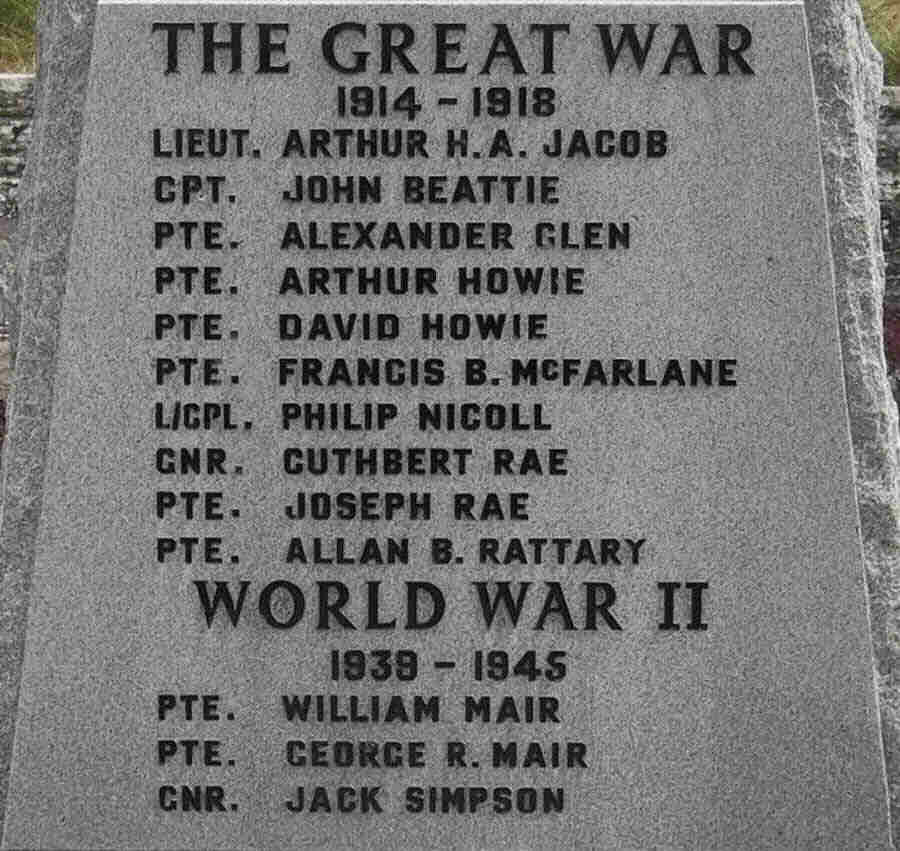 THE GREAT WAR
1914 - 1918
LIEUT. ARTHUR H.A. JACOB
CPT. JOHN BEATTIE
PTE. ALEXANDER GLEN
PTE. ARTHUR HOWIE
PTE. DAVID HOWIE
PTE. FRANCIS B. McFARLANE
L/CPL. PHILIP NICOLL
GNR. CUTHBERT RAE
PTE. JOSEPH RAE
PTE. ALLAN B. RATTARY
WORLD WAR II
1939 - 1945
PTE. WILLIAM MAIR
PTE. GEORGE R. MAIR
GNR. JACK SIMPSON